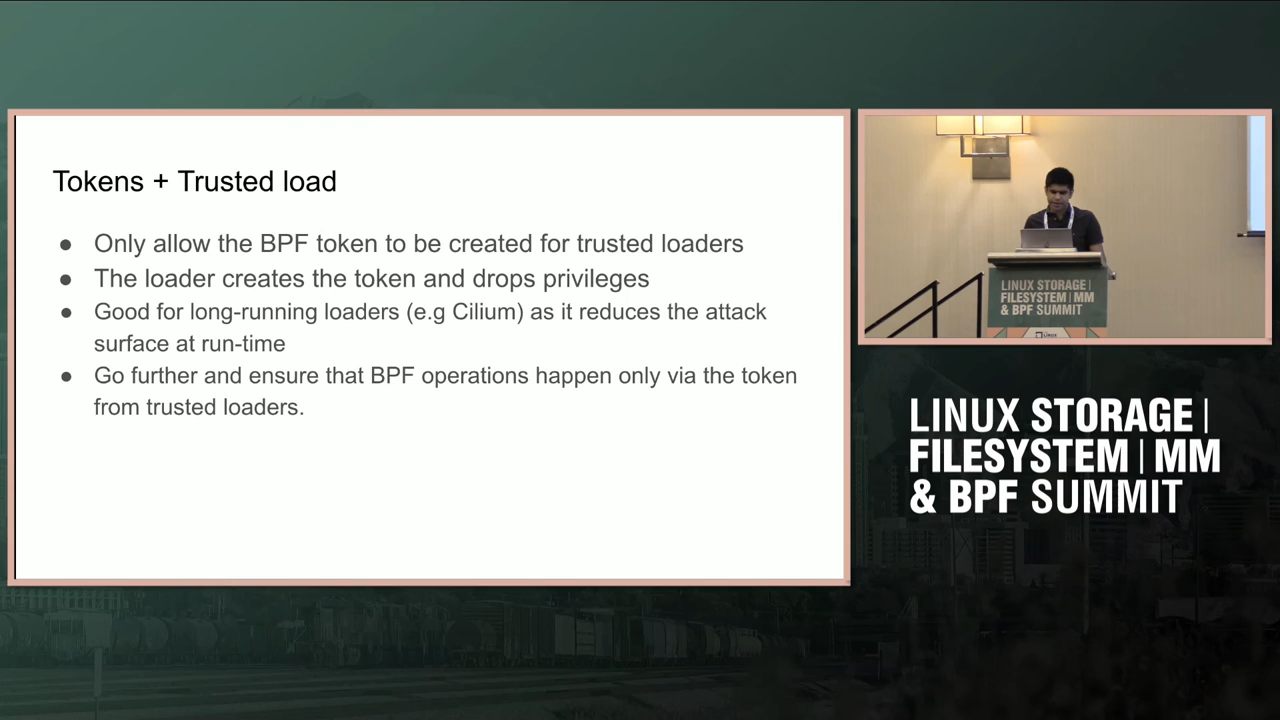 Tokens + Trusted load
● Only allow the BPF token to be created for trusted loaders
● The loader creates the token and drops privileges
● Good for long-running loaders (e.g Cilium) as it reduces the attack
surface at run-time
● Go further and ensure that BPF operations happen only via the token
from trusted loaders.
LINUX STORAGE |
FILESYSTEM | MM
& BPF SUMMIT
LINUX STORAGE |
FILESYSTEM | MM
& BPF SUMMIT